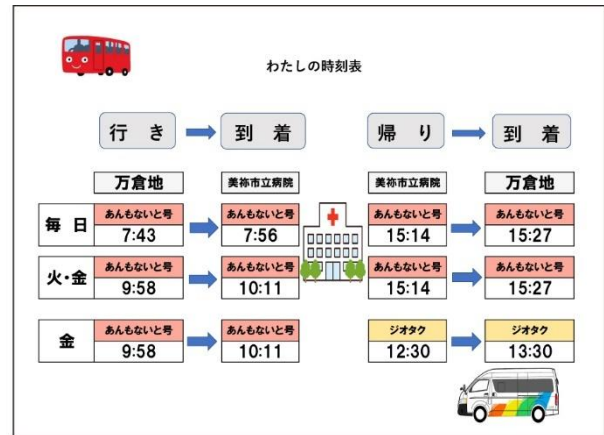 わたしの時刻表
行き 到着 帰り 到着
万倉地 美祢市立病院 美祢市立病院 万倉地
毎日 あんもないと号 あんもないと号 あんもないと号 あんもないと号
7:43 7:56 15:14 15:27
火・金 あんもないと号 あんもないと号 あんもないと号 あんもないと号
9:58 10:11 15:14 15:27
金 あんもないと号 あんもないと号 ジオタク ジオタク
9:58 10:11 12:30 13:30